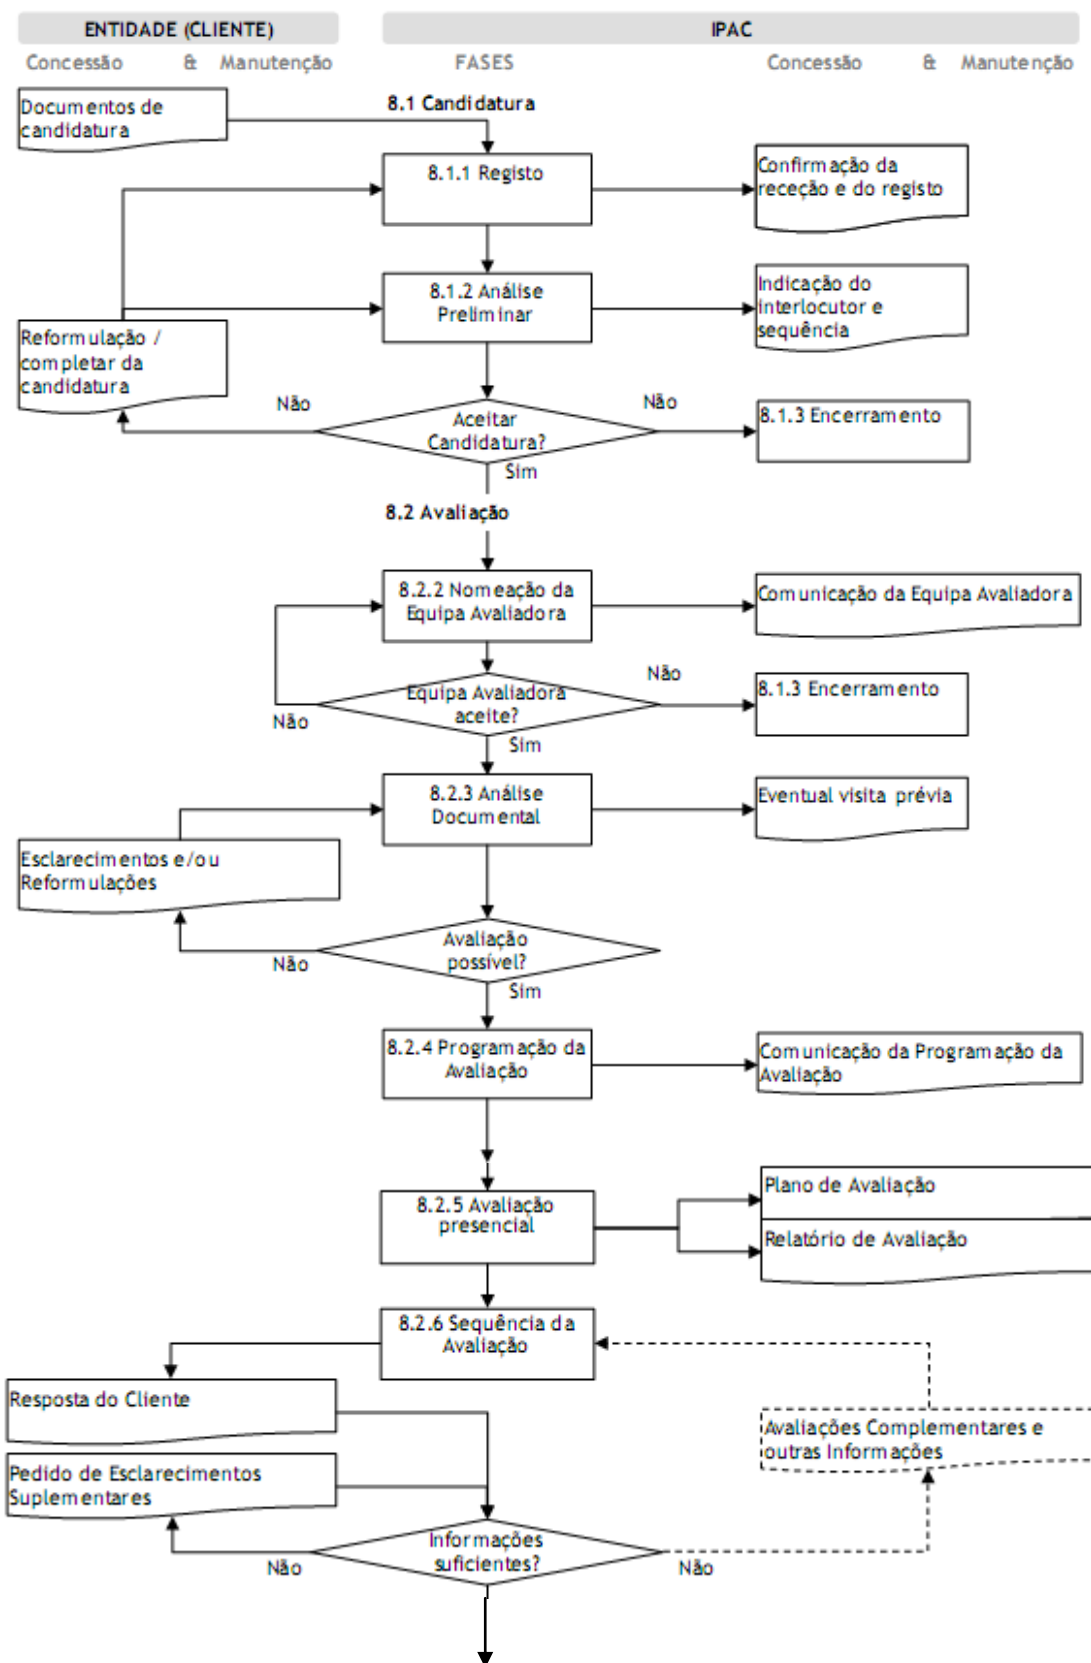 ENTIDADE (CLIENTE)
IPAC
Concessão & Manutenção
FASES
Concessão & Manutenção
Documentos de
candidatura
8.1 Candidatura
8.1.1 Registo
Confirmação da
receção e do registo
8.1.2 Análise
Preliminar
Indicação do
interlocutor e
sequência
Reformulação /
completar da
candidatura
Não
Aceitar
Candidatura?
Não
8.1.3 Encerramento
Sim
8.2 Avaliação
8.2.2 Nomeação da
Equipa Avaliadora
Comunicação da Equipa Avaliadora
Equipa Avaliadora
aceite?
Não
Não
8.1.3 Encerramento
Sim
8.2.3 Análise
Documental
Eventual visita prévia
Esclarecimentos e/ou
Reformulações
Avaliação
possível?
Não
Sim
8.2.4 Programação da
Avaliação
Comunicação da Programação da
Avaliação
8.2.5 Avaliação
presencial
Plano de Avaliação
Relatório de Avaliação
8.2.6 Sequência da
Avaliação
Resposta do Cliente
Avaliações Complementares e
outras Informações
Pedido de Esclarecimentos
Suplementares
Informações
suficientes?
Não
Não